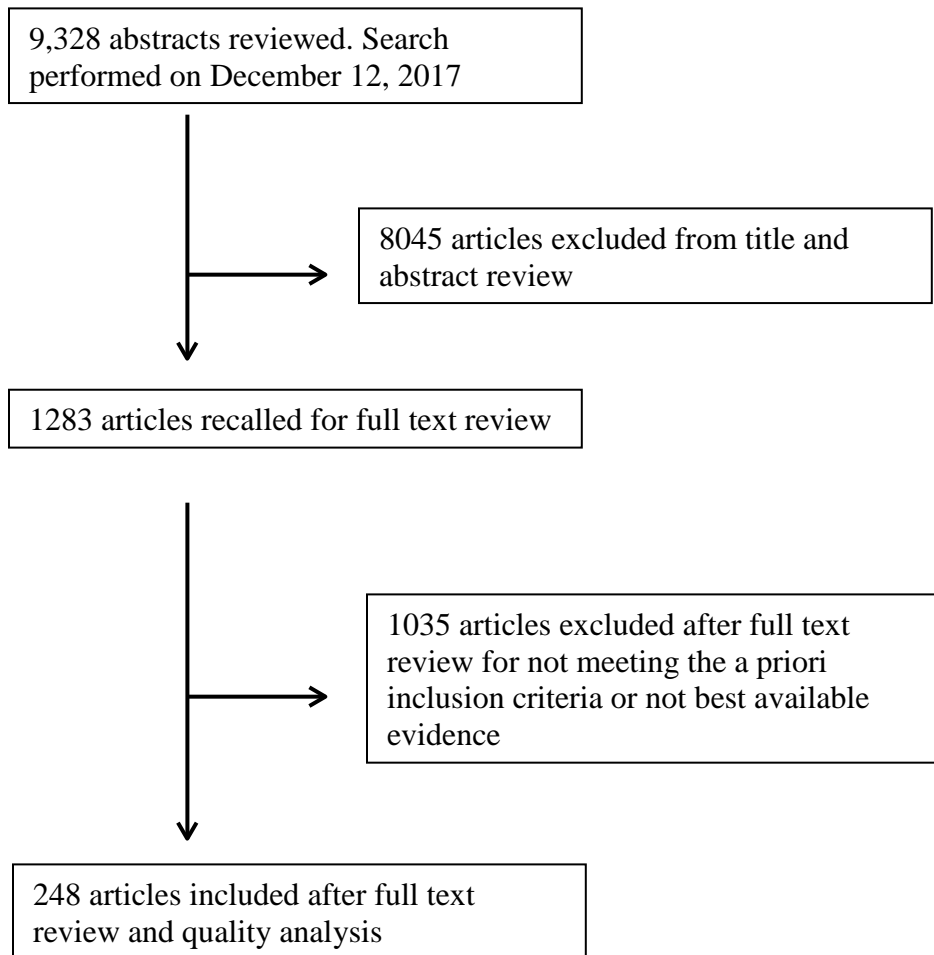 9,328 abstracts reviewed. Search
performed on December 12, 2017
8045 articles excluded from title and
abstract review
1283 articles recalled for full text review
1035 articles excluded after full text
review for not meeting the a priori
inclusion criteria or not best available
evidence
248 articles included after full text
review and quality analysis